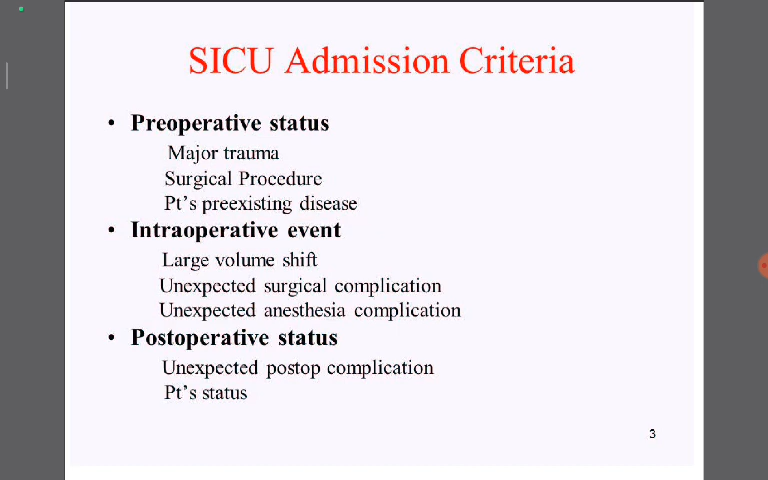 SICU Admission Criteria
• Preoperative status
Major trauma
Surgical Procedure
Pt's preexisting disease
• Intraoperative event
Large volume shift
Unexpected surgical complication
Unexpected anesthesia complication
• Postoperative status
Unexpected postop complication
Pt's status
3